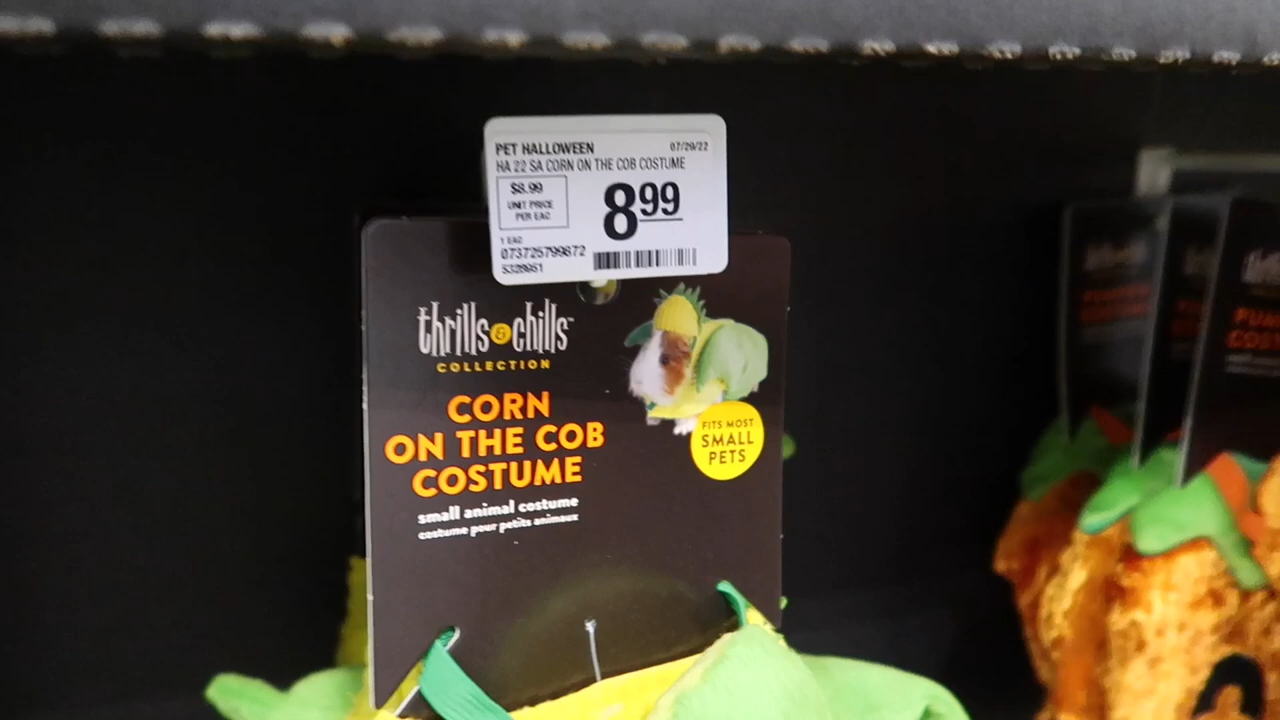 PET HALLOWEEN 07/29/22
HA 22 SA CORN ON THE COB COSTUME
$8.99
UNIT PRICE
PER EAC
8 99
1 EAC
073725799872
5328951
thrills & chills™
COLLECTION
CORN
ON THE COB
COSTUME
small animal costume
costume pour petits animaux
FITS MOST
SMALL
PETS